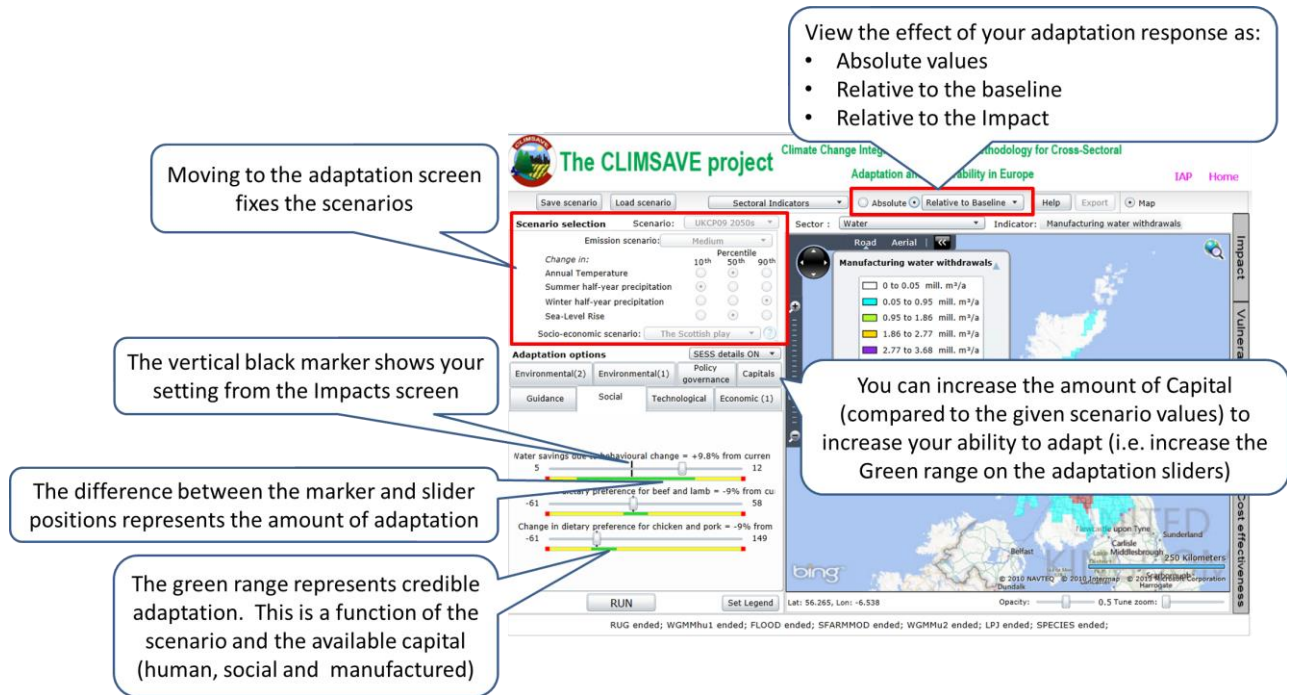 View the effect of your adaptation response as:
• Absolute values
• Relative to the baseline
• Relative to the Impact
Moving to the adaptation screen
fixes the scenarios
The vertical black marker shows your
setting from the Impacts screen
The difference between the marker and slider
positions represents the amount of adaptation
The green range represents credible
adaptation. This is a function of the
scenario and the available capital
(human, social and manufactured)
You can increase the amount of Capital
(compared to the given scenario values) to
increase your ability to adapt (i.e. increase the
Green range on the adaptation sliders)
CLIMSAVE
The CLIMSAVE project
Climate Change for Cross-Sectoral
Adaptation in Europe
IAP Home
Save scenario Load scenario Sectoral Indicators Absolute Relative to Baseline Help Export Map
Scenario selection Scenario: UKCP09 2050s
Emission scenario: Medium
Change in: Percentile
10th 50th 90th
Annual Temperature
Summer half-year precipitation
Winter half-year precipitation
Sea-Level Rise
Socio-economic scenario: The Scottish play ?
Adaptation options SESS details ON
Environmental(2) Environmental(1) Policy governance Capitals
Guidance Social Technological Economic (1)
savings due behavioural change = +9.8% from
5 12
preference for beef and lamb = -9% from
-61 58
Change in dietary preference for chicken and pork = -9% from
-61 149
RUN Set Legend
Sector : Water Indicator: Manufacturing water withdrawals
Road Aerial
Manufacturing water withdrawals
0 to 0.05 mill. m³/a
0.05 to 0.95 mill. m³/a
0.95 to 1.86 mill. m³/a
1.86 to 2.77 mill. m³/a
2.77 to 3.68 mill. m³/a
Impact
Cost effectiveness
UNITED
KINGDOM
upon Tyne
Sunderland
Carlisle
Middlesbrough
Belfast
250 Kilometers
bing
© 2010 NAVTEQ © 2010 Intermap © Microsoft Corporation
Dundalk Harrogate
Lat: 56.265, Lon: -6.538 Opacity: 0.5 Tune zoom:
RUG ended; WGMMhu1 ended; FLOOD ended; SFARMMOD ended; WGMMu2 ended; LPJ ended; SPECIES ended;